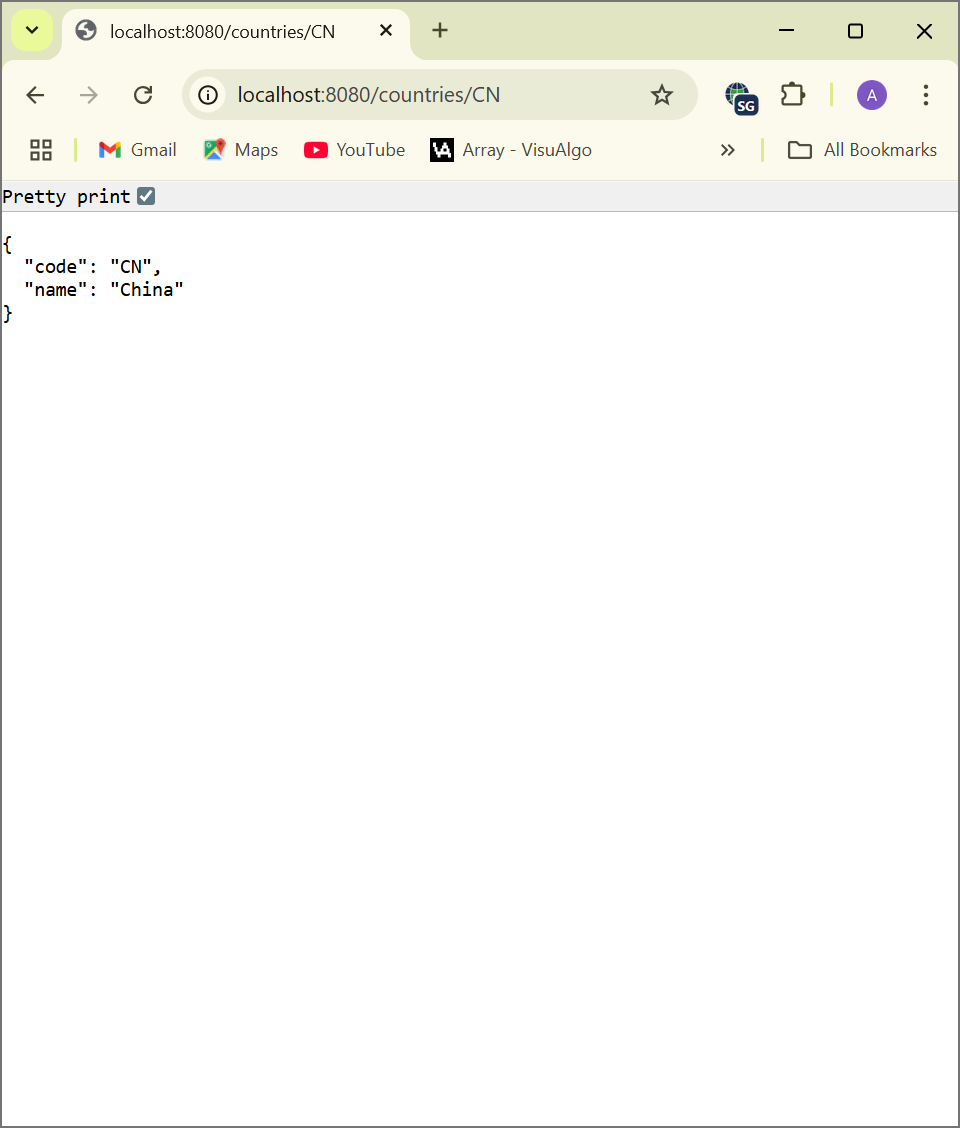 localhost:8080/countries/CN
localhost:8080/countries/CN
SG
A
Gmail
Maps
YouTube
VA
Array - VisuAlgo
All Bookmarks
Pretty print
{
  "code": "CN",
  "name": "China"
}